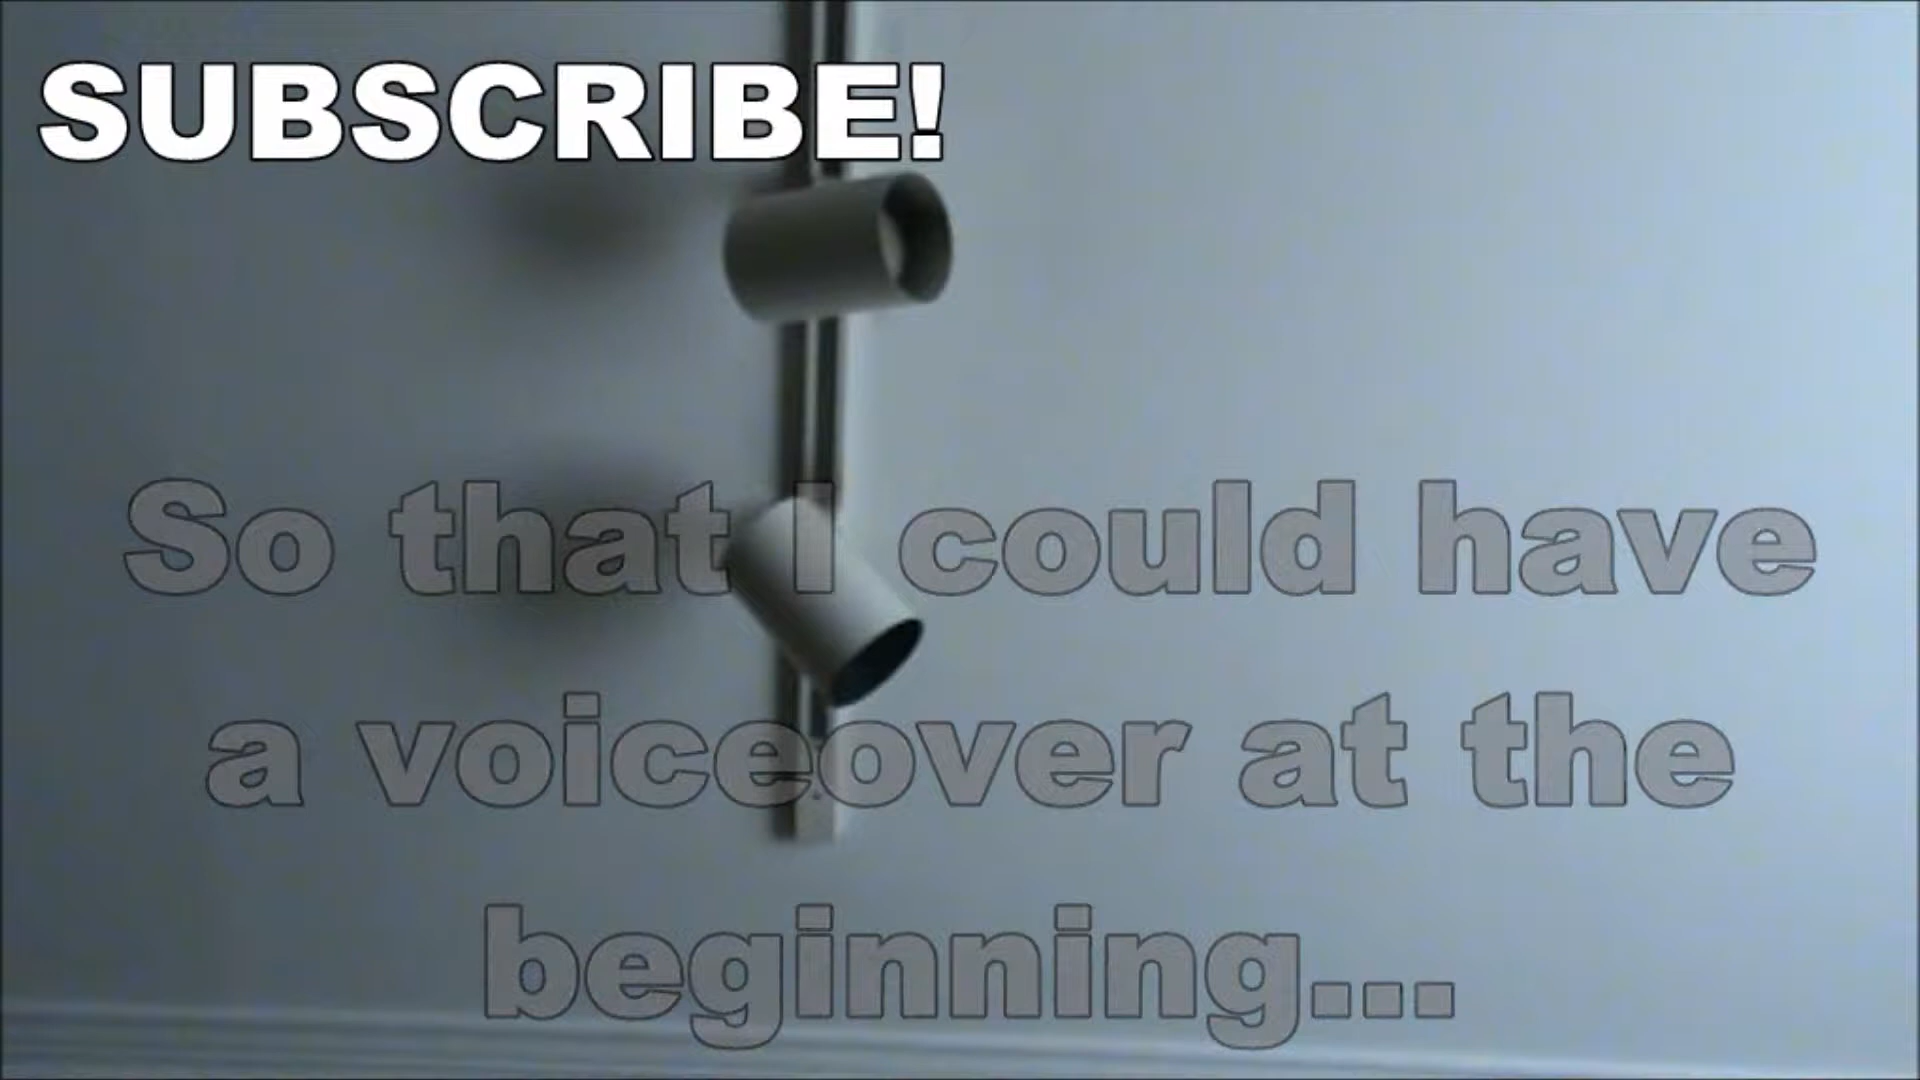 SUBSCRIBE!
So that I could have
a voiceover at the
beginning...